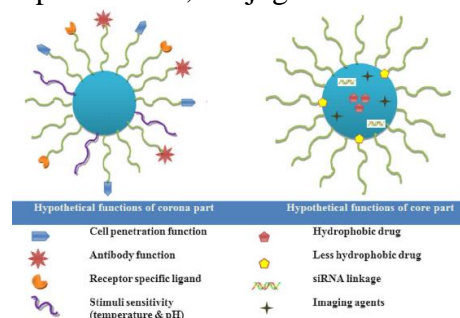 Hypothetical functions of corona part Hypothetical functions of core part
Cell penetration function Hydrophobic drug
Antibody function Less hydrophobic drug
Receptor specific ligand siRNA linkage
Stimuli sensitivity Imaging agents
(temperature & pH)